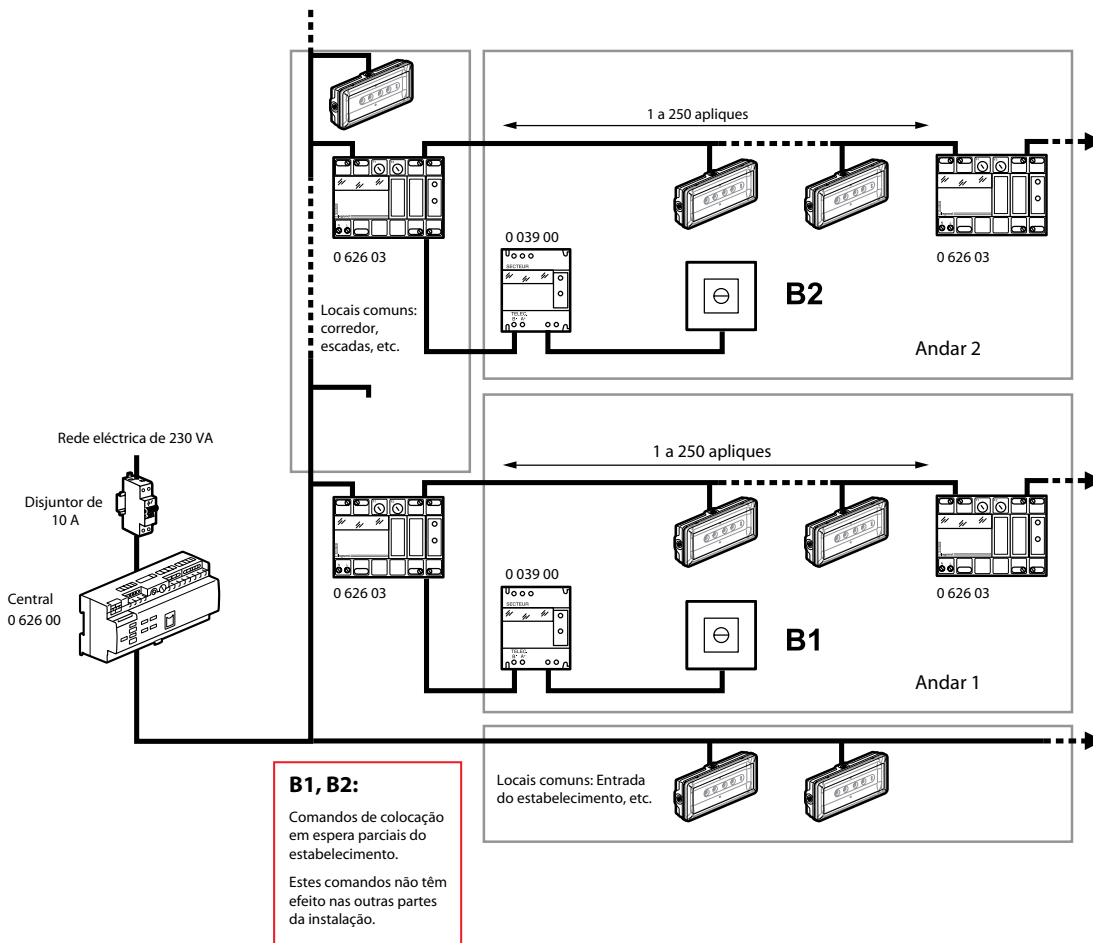 1 a 250 apliques
0 626 03
0 039 00
SECTEUR
TELEC.
B- A-
B2
0 626 03
Locais comuns:
corredor,
escadas, etc.
Andar 2
Rede eléctrica de 230 VA
Disjuntor de
10 A
Central
0 626 00
1 a 250 apliques
0 626 03
0 039 00
SECTEUR
TELEC.
B- A-
B1
0 626 03
Andar 1
Locais comuns: Entrada
do estabelecimento, etc.
B1, B2:
Comandos de colocação
em espera parciais do
estabelecimento.
Estes comandos não têm
efeito nas outras partes
da instalação.